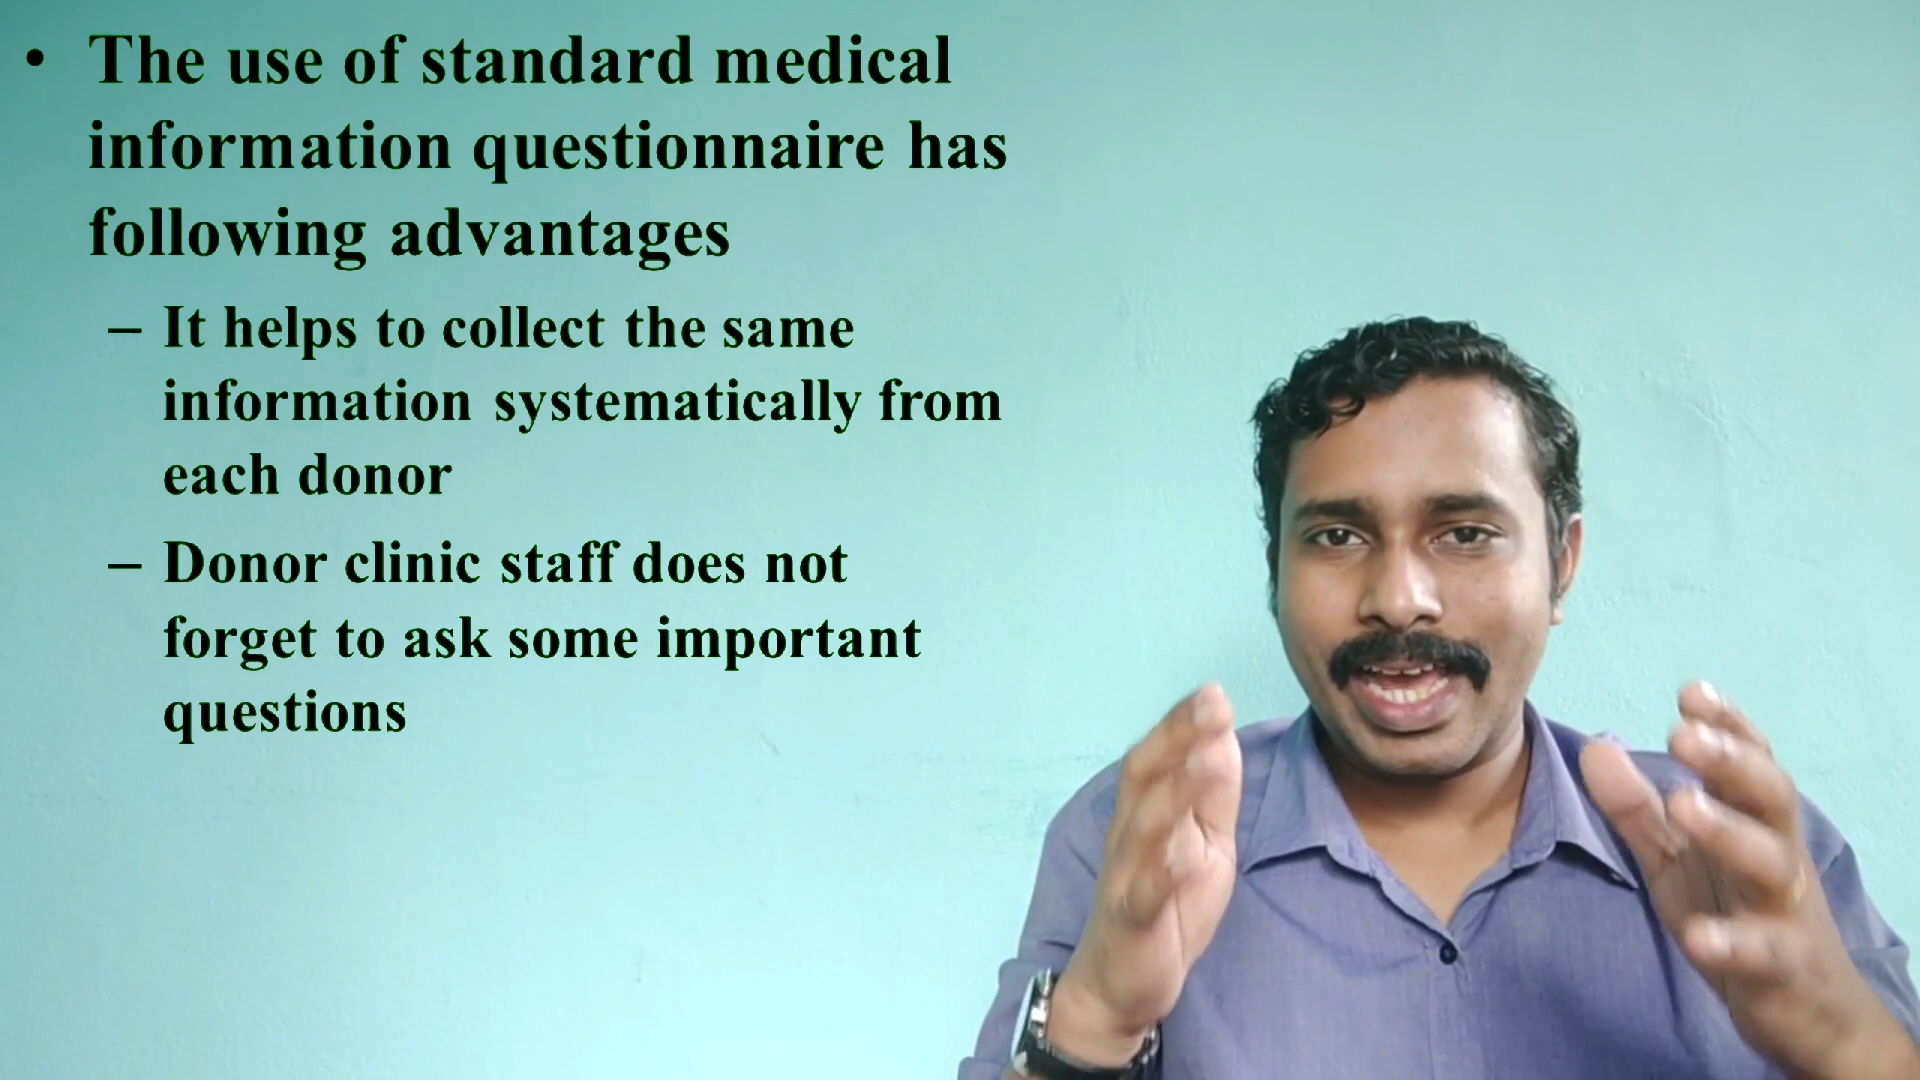 • The use of standard medical
information questionnaire has
following advantages
– It helps to collect the same
information systematically from
each donor
– Donor clinic staff does not
forget to ask some important
questions